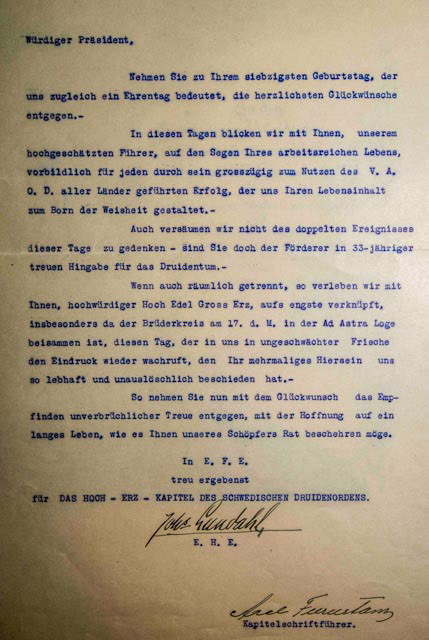 Würdiger Präsident,
Nehmen Sie zu Ihrem siebzigsten Geburtstag, der
uns zugleich ein Ehrentag bedeutet, die herzlichsten Glückwünsche
entgegen.-
In diesen Tagen blicken wir mit Ihnen, unserem
hochgeschätzten Führer, auf den Segen Ihres arbeitsreichen Lebens,
vorbildlich für jeden durch sein grosszügig zum Nutzen des V. A.
O. D. aller Länder geführten Erfolg, der uns Ihren Lebensinhalt
zum Born der Weisheit gestaltet.-
Auch versäumen wir nicht des doppelten Ereignisses
dieser Tage zu gedenken - sind Sie doch der Förderer in 33-jähriger
treuen Hingabe für das Druidentum.-
Wenn auch räumlich getrennt, so verleben wir mit
Ihnen, hochwürdiger Hoch Edel Gross Erz, aufs engste verknüpft,
insbesonders da der Brüderkreis am 17. d. M. in der Ad Astra Loge
beisammen ist, diesen Tag, der in uns in ungeschwächter Frische
den Eindruck wieder wachruft, den Ihr mehrmaliges Hiersein uns
so lebhaft und unauslöschlich beschieden hat.-
So nehmen Sie nun mit dem Glückwunsch das Emp-
finden unverbrüchlicher Treue entgegen, mit der Hoffnung auf ein
langes Leben, wie es Ihnen unseres Schöpfers Rat bescheren möge.
In E. F. E.
treu ergebenst
für DAS HOCH - ERZ - KAPITEL DES SCHWEDISCHEN DRUIDENORDENS.
Lundahl
E. H. E.
Axel
Kapitelschriftführer.